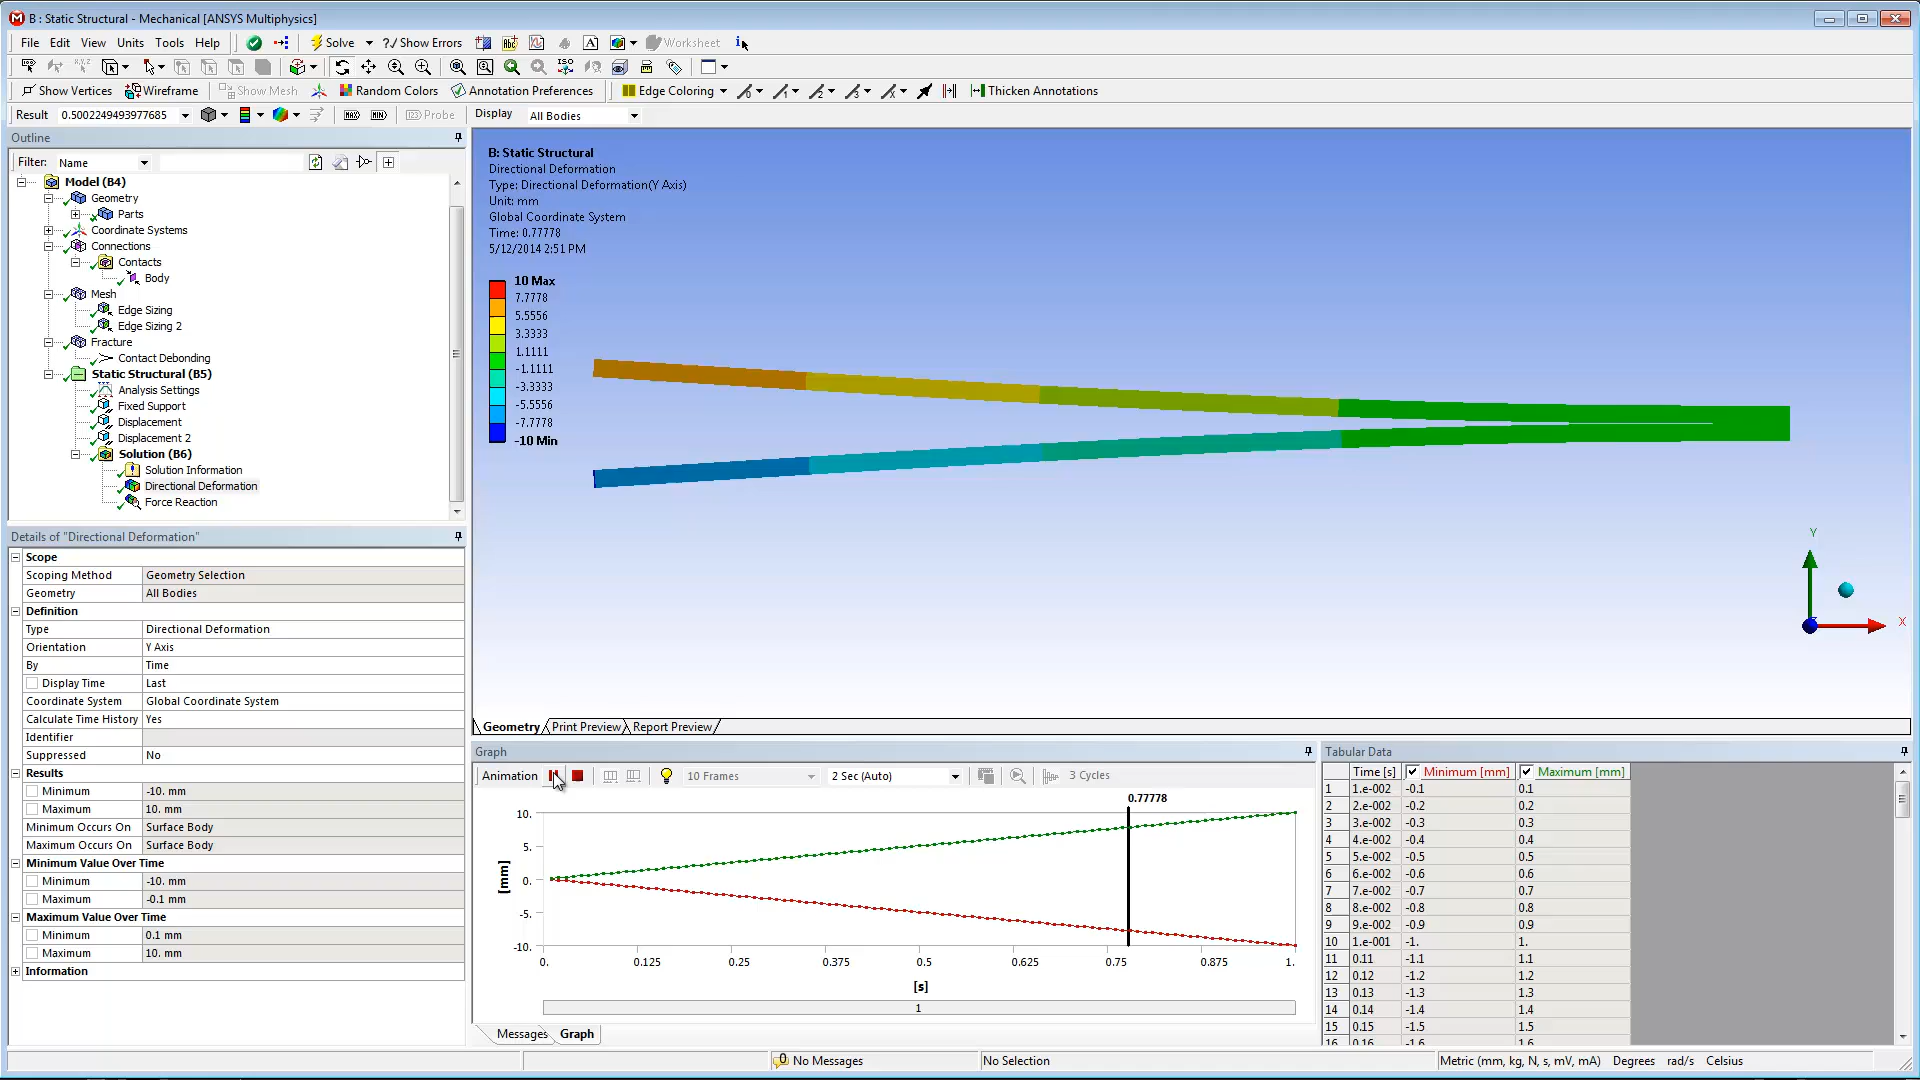 B : Static Structural - Mechanical [ANSYS Multiphysics]
File Edit View Units Tools Help Solve ?/ Show Errors Worksheet
Show Vertices Wireframe Show Mesh Random Colors Annotation Preferences Edge Coloring Thicken Annotations
Result 0.5002249493977685 MAX MIN Probe Display All Bodies
Outline
Filter: Name
Model (B4)
Geometry
Parts
Coordinate Systems
Connections
Contacts
Body
Mesh
Edge Sizing
Edge Sizing 2
Fracture
Contact Debonding
Static Structural (B5)
Analysis Settings
Fixed Support
Displacement
Displacement 2
Solution (B6)
Solution Information
Directional Deformation
Force Reaction
Details of "Directional Deformation"
Scope
Scoping Method Geometry Selection
Geometry All Bodies
Definition
Type Directional Deformation
Orientation Y Axis
By Time
Display Time Last
Coordinate System Global Coordinate System
Calculate Time History Yes
Identifier
Suppressed No
Results
Minimum -10. mm
Maximum 10. mm
Minimum Occurs On Surface Body
Maximum Occurs On Surface Body
Minimum Value Over Time
Minimum -10. mm
Maximum -0.1 mm
Maximum Value Over Time
Minimum 0.1 mm
Maximum 10. mm
Information
B: Static Structural
Directional Deformation
Type: Directional Deformation(Y Axis)
Unit: mm
Global Coordinate System
Time: 0.77778
5/12/2014 2:51 PM
10 Max
7.7778
5.5556
3.3333
1.1111
-1.1111
-3.3333
-5.5556
-7.7778
-10 Min
Y
X
Geometry Print Preview Report Preview
Graph
Animation 10 Frames 2 Sec (Auto) 3 Cycles
0.77778
10.
5.
0.
-5.
-10.
[mm]
0. 0.125 0.25 0.375 0.5 0.625 0.75 0.875 1.
[s]
1
Messages Graph
Tabular Data
Time [s] Minimum [mm] Maximum [mm]
1 1.e-002 -0.1 0.1
2 2.e-002 -0.2 0.2
3 3.e-002 -0.3 0.3
4 4.e-002 -0.4 0.4
5 5.e-002 -0.5 0.5
6 6.e-002 -0.6 0.6
7 7.e-002 -0.7 0.7
8 8.e-002 -0.8 0.8
9 9.e-002 -0.9 0.9
10 1.e-001 -1. 1.
11 0.11 -1.1 1.1
12 0.12 -1.2 1.2
13 0.13 -1.3 1.3
14 0.14 -1.4 1.4
15 0.15 -1.5 1.5
16 0.16 -1.6 1.6
No Messages No Selection Metric (mm, kg, N, s, mV, mA) Degrees rad/s Celsius